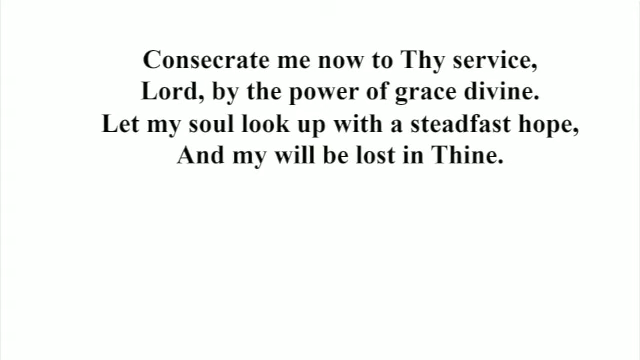 Consecrate me now to Thy service,
Lord, by the power of grace divine.
Let my soul look up with a steadfast hope,
And my will be lost in Thine.